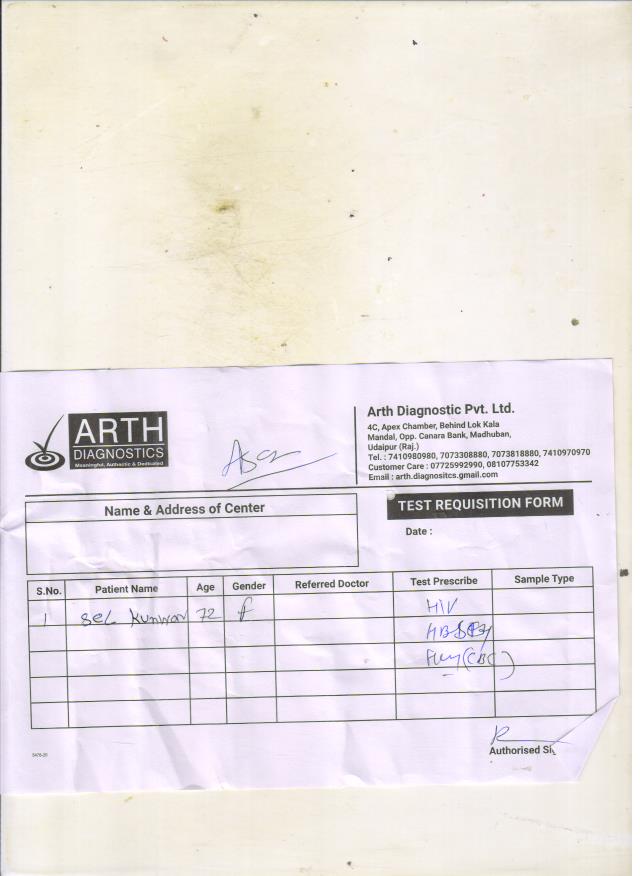 ARTH
DIAGNOSTICS
Meaningful, Authentic & Dedicated
Arth Diagnostic Pvt. Ltd.
4C, Apex Chamber, Behind Lok Kala
Mandal, Opp. Canara Bank, Madhuban,
Udaipur (Raj.)
Tel. : 7410980980, 7073308880, 7073818880, 7410970970
Customer Care : 07725992990, 08107753342
Email : arth.diagnositcs.gmail.com
Name & Address of Center
TEST REQUISITION FORM
Date :
S.No. Patient Name Age Gender Referred Doctor Test Prescribe Sample Type
1 Kunwar 72 f HIV
(CBC)
Authorised